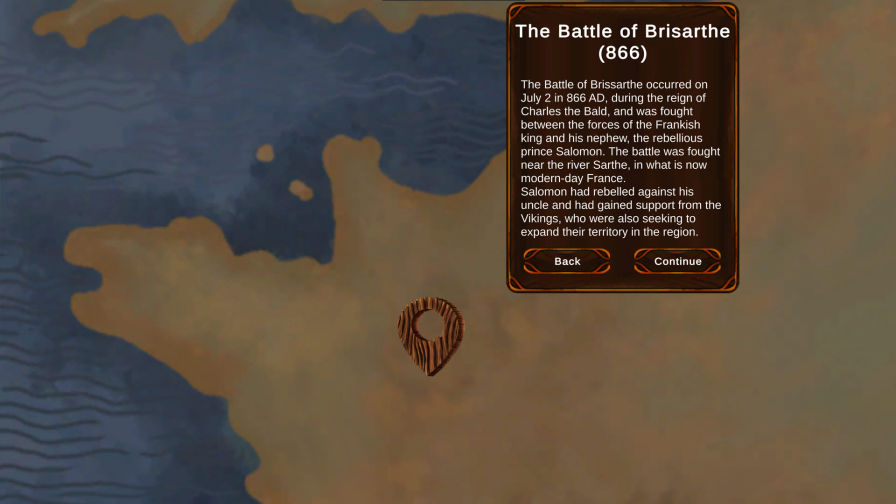 The Battle of Brisarthe
(866)
The Battle of Brissarthe occurred on
July 2 in 866 AD, during the reign of
Charles the Bald, and was fought
between the forces of the Frankish
king and his nephew, the rebellious
prince Salomon. The battle was fought
near the river Sarthe, in what is now
modern-day France.
Salomon had rebelled against his
uncle and had gained support from the
Vikings, who were also seeking to
expand their territory in the region.
Back
Continue